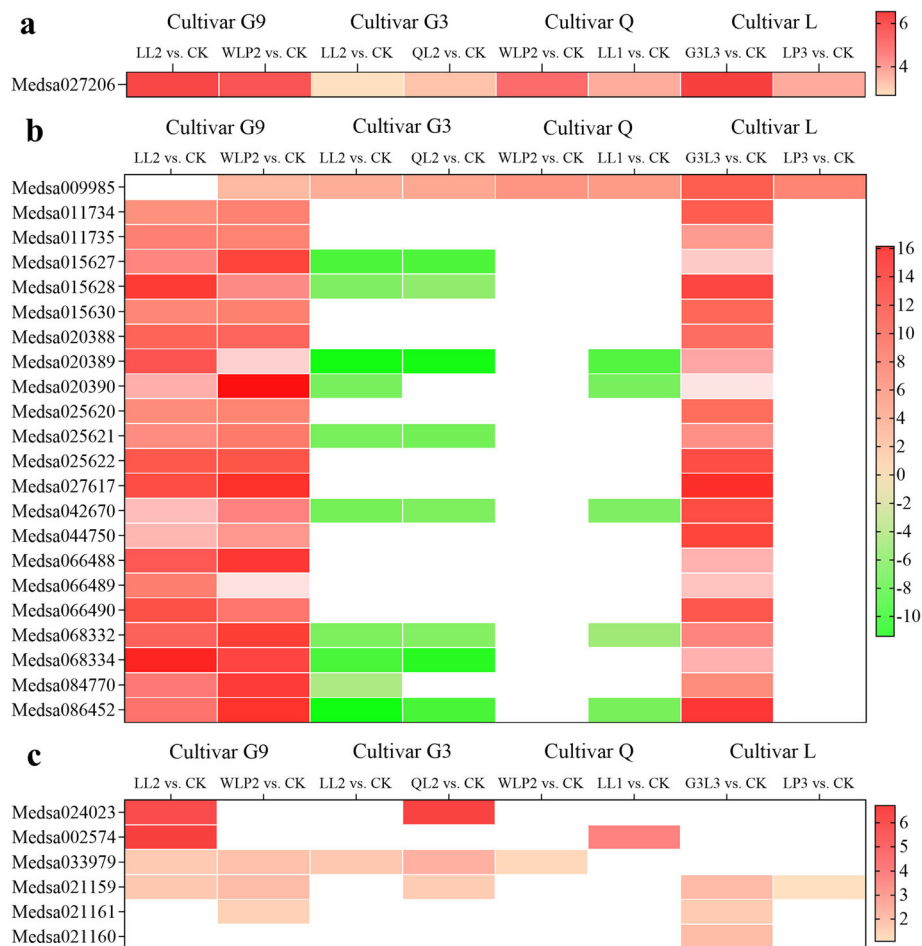 a
Cultivar G9 Cultivar G3 Cultivar Q Cultivar L
LL2 vs. CK WLP2 vs. CK LL2 vs. CK QL2 vs. CK WLP2 vs. CK LL1 vs. CK G3L3 vs. CK LP3 vs. CK
Medsa027206
6
4
b
Cultivar G9 Cultivar G3 Cultivar Q Cultivar L
LL2 vs. CK WLP2 vs. CK LL2 vs. CK QL2 vs. CK WLP2 vs. CK LL1 vs. CK G3L3 vs. CK LP3 vs. CK
Medsa009985
Medsa011734
Medsa011735
Medsa015627
Medsa015628
Medsa015630
Medsa020388
Medsa020389
Medsa020390
Medsa025620
Medsa025621
Medsa025622
Medsa027617
Medsa042670
Medsa044750
Medsa066488
Medsa066489
Medsa066490
Medsa068332
Medsa068334
Medsa084770
Medsa086452
16
14
12
10
8
6
4
2
0
-2
-4
-6
-8
-10
c
Cultivar G9 Cultivar G3 Cultivar Q Cultivar L
LL2 vs. CK WLP2 vs. CK LL2 vs. CK QL2 vs. CK WLP2 vs. CK LL1 vs. CK G3L3 vs. CK LP3 vs. CK
Medsa024023
Medsa002574
Medsa033979
Medsa021159
Medsa021161
Medsa021160
6
5
4
3
2